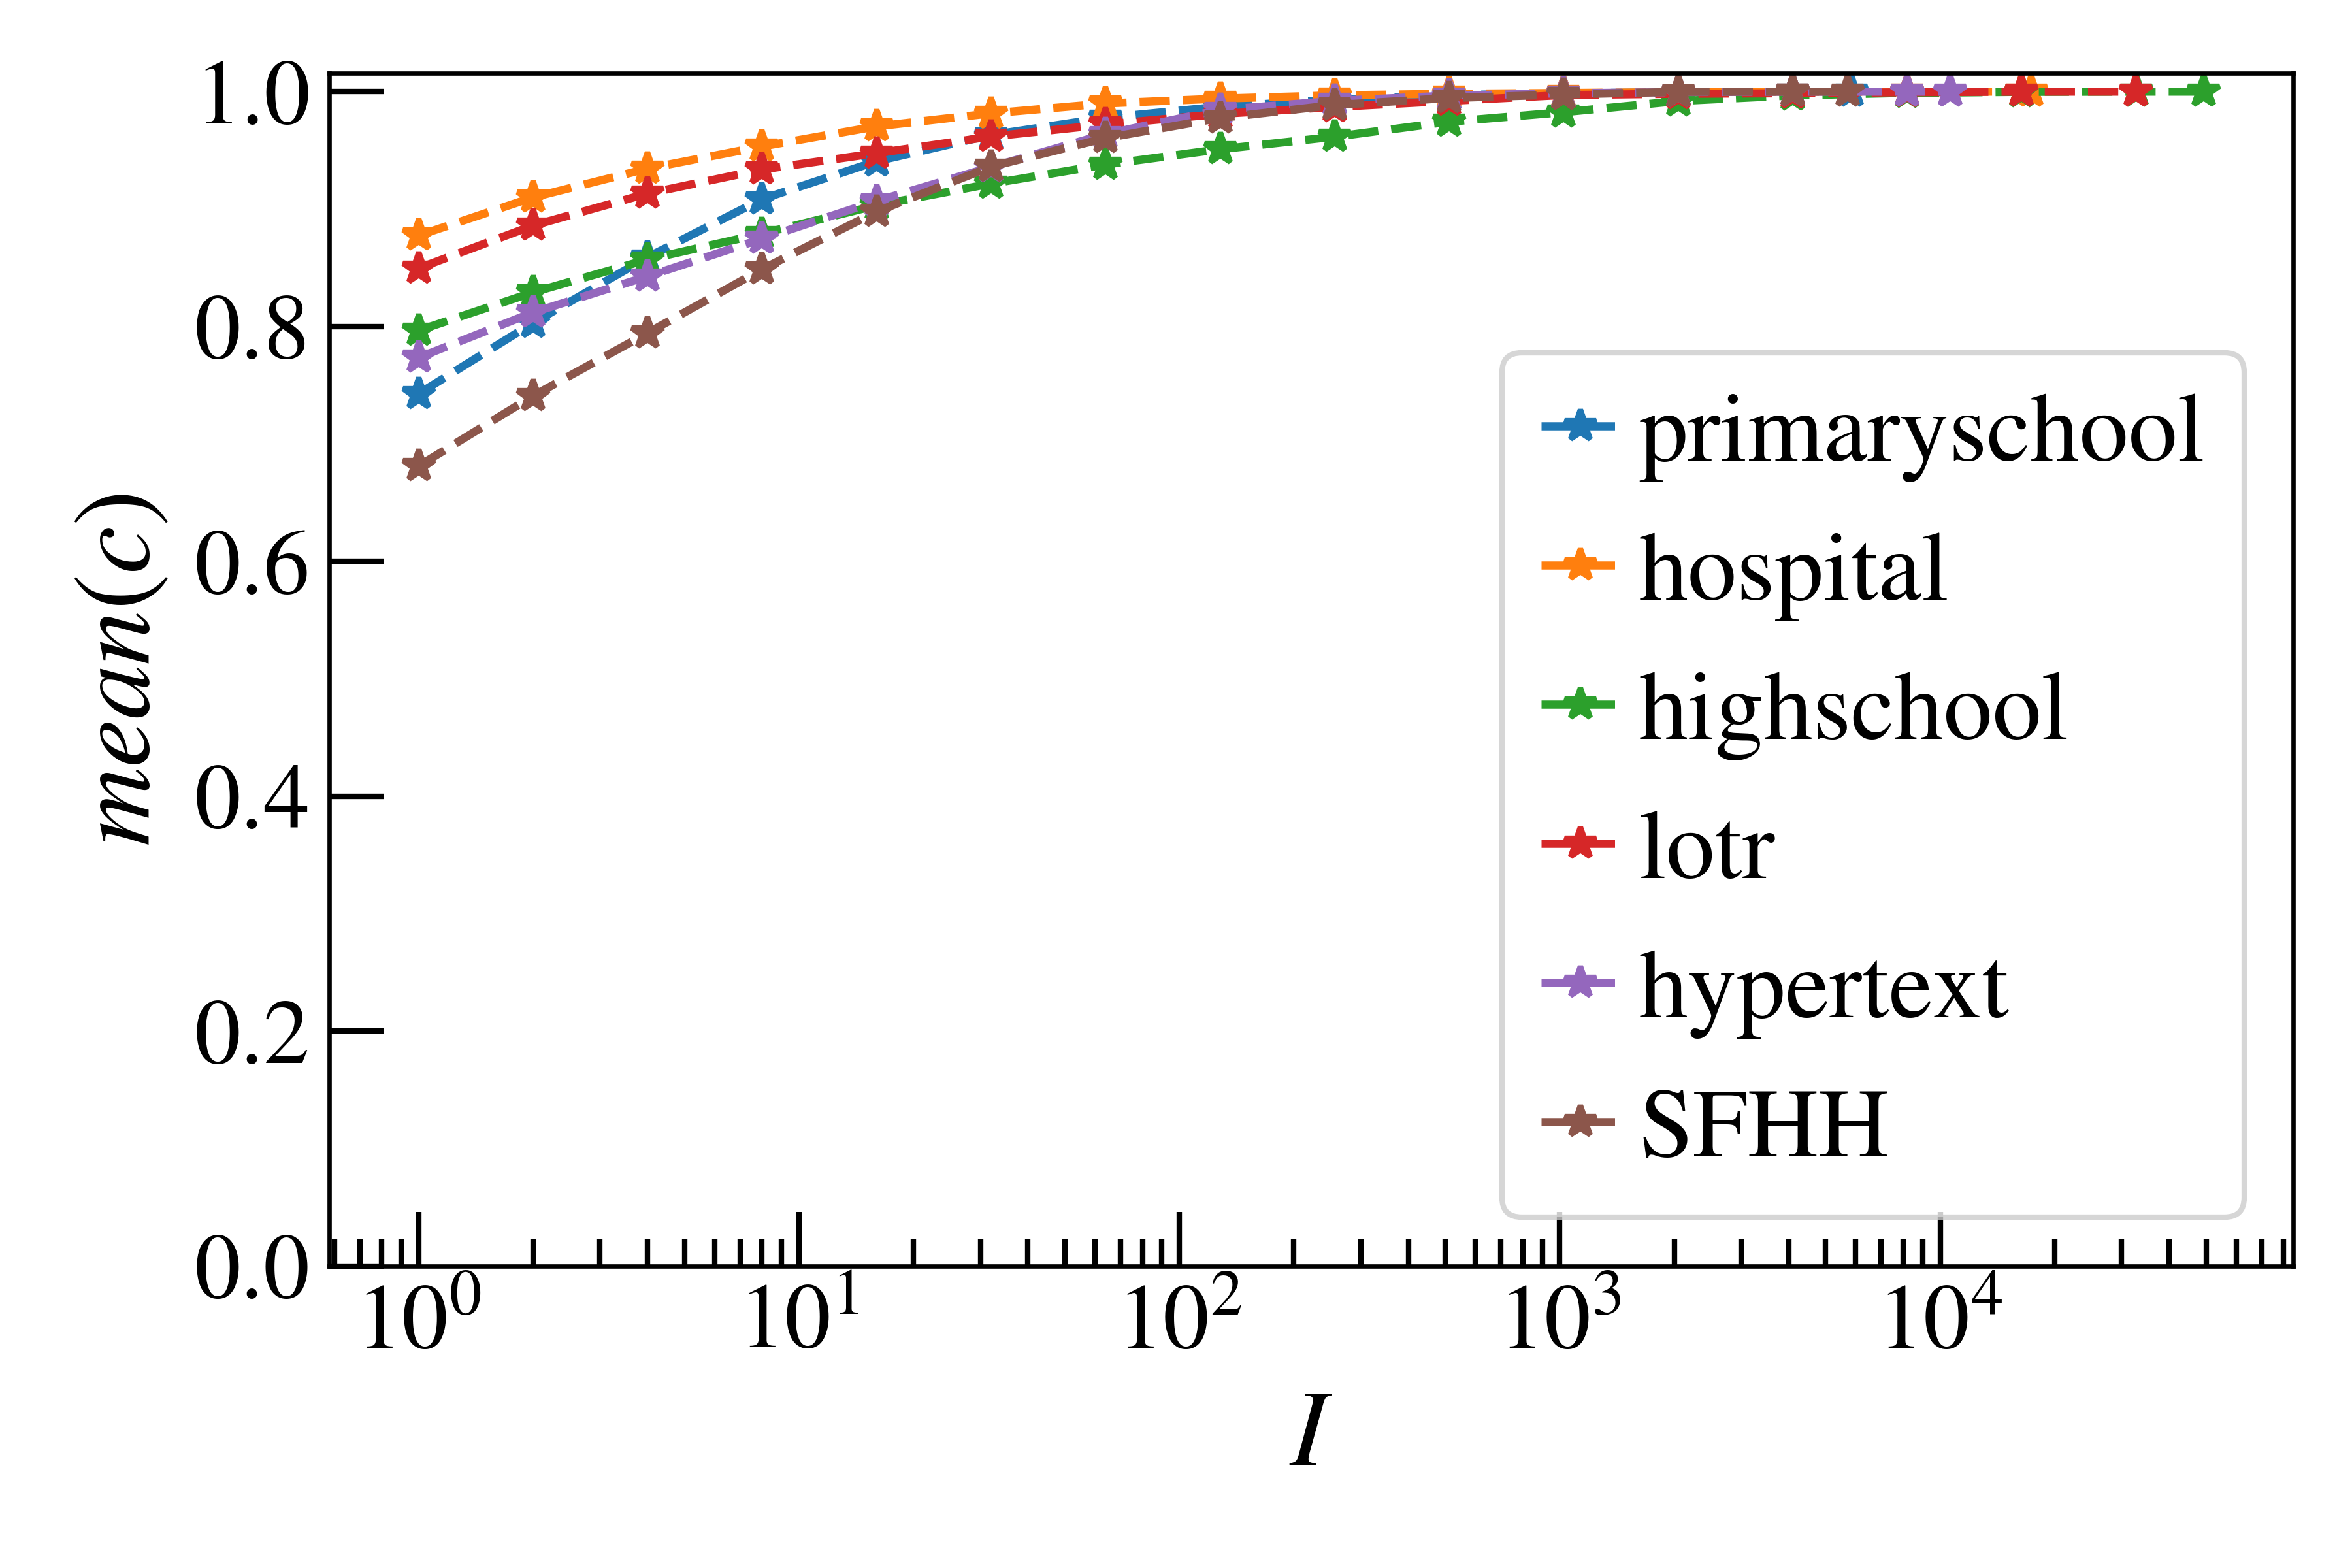 1.0
0.8
0.6
0.4
0.2
0.0
mean(c)
10⁰ 10¹ 10² 10³ 10⁴
I
primaryschool
hospital
highschool
lotr
hypertext
SFHH